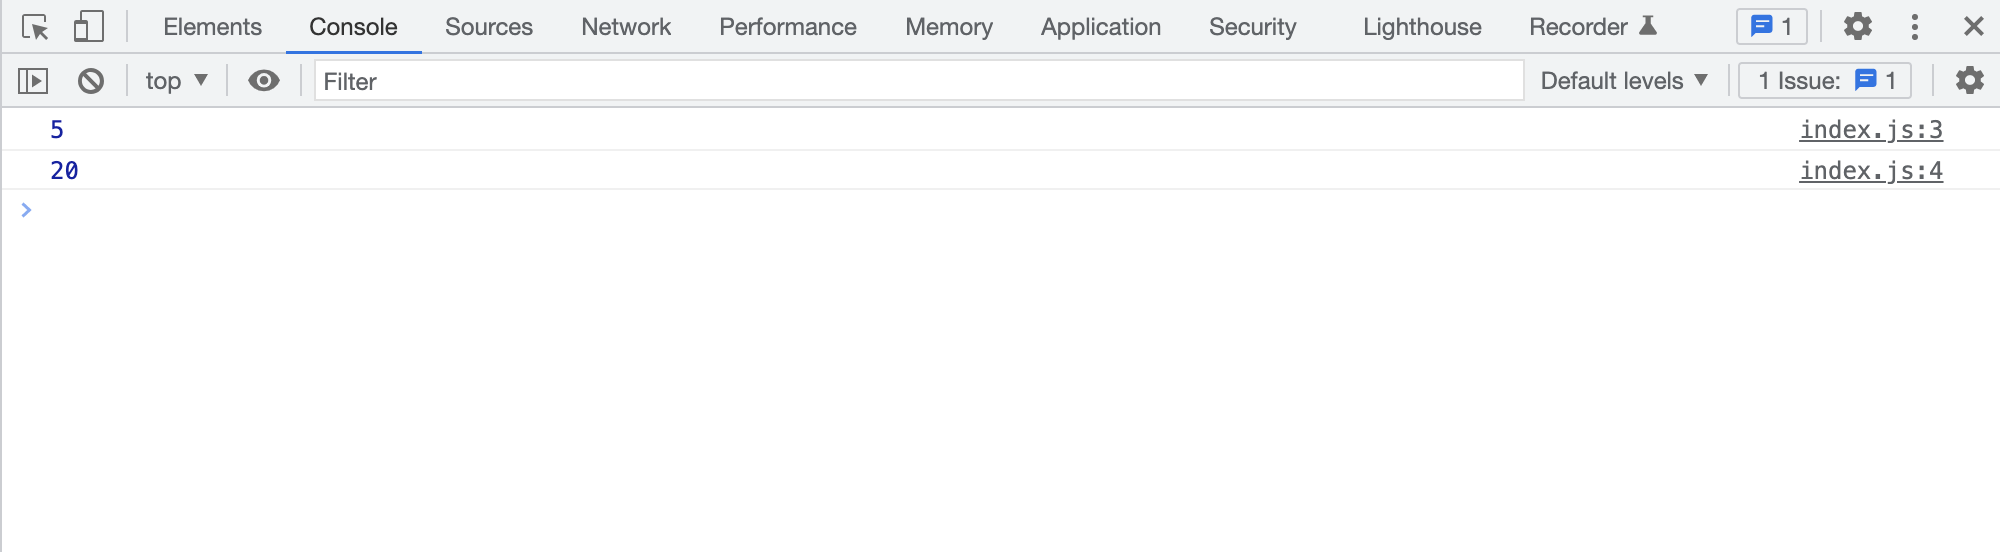 Elements Console Sources Network Performance Memory Application Security Lighthouse Recorder 1
top Filter Default levels 1 Issue: 1
5 index.js:3
20 index.js:4